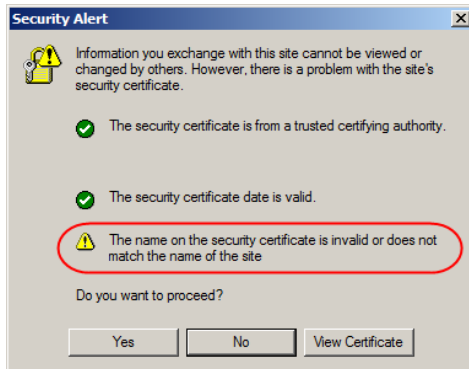 Security Alert
Information you exchange with this site cannot be viewed or
changed by others. However, there is a problem with the site's
security certificate.
The security certificate is from a trusted certifying authority.
The security certificate date is valid.
The name on the security certificate is invalid or does not
match the name of the site
Do you want to proceed?
Yes No View Certificate